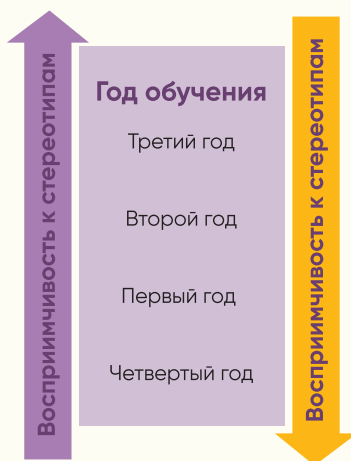 Восприимчивость к стереотипам
Год обучения
Третий год
Второй год
Первый год
Четвертый год
Восприимчивость к стереотипам